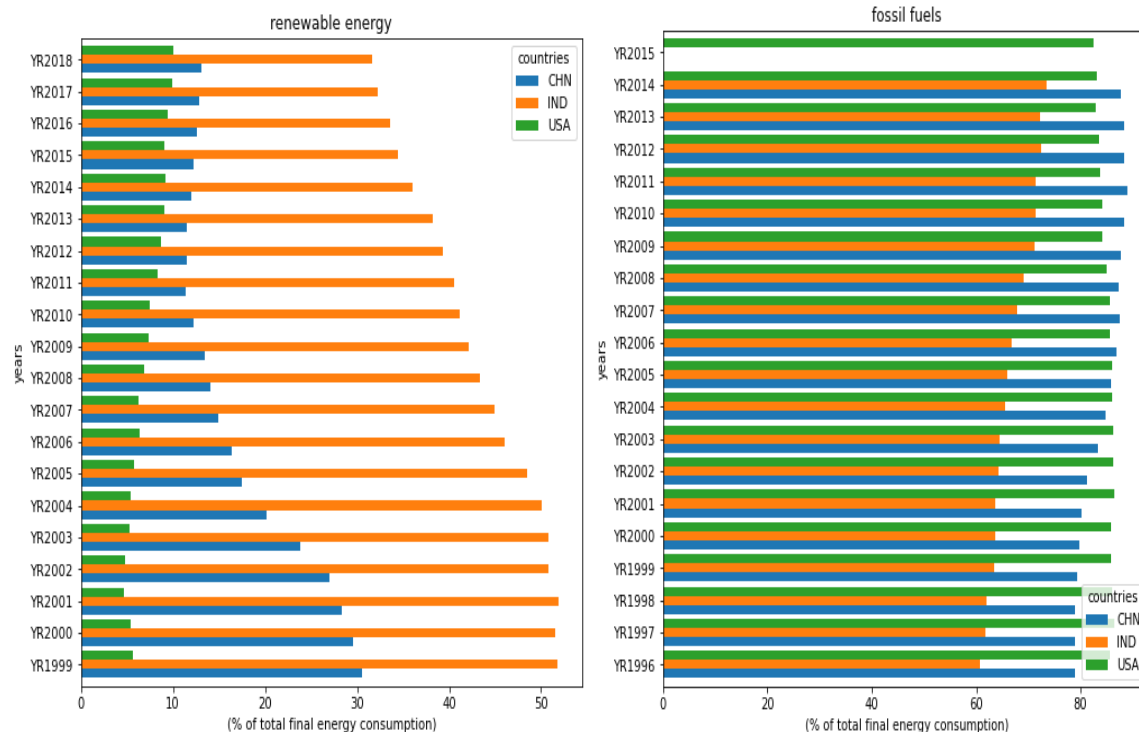 renewable energy
countries
CHN
IND
USA
YR2018
YR2017
YR2016
YR2015
YR2014
YR2013
YR2012
YR2011
YR2010
YR2009
YR2008
YR2007
YR2006
YR2005
YR2004
YR2003
YR2002
YR2001
YR2000
YR1999
years
0 10 20 30 40 50
(% of total final energy consumption)
fossil fuels
YR2015
YR2014
YR2013
YR2012
YR2011
YR2010
YR2009
YR2008
YR2007
YR2006
YR2005
YR2004
YR2003
YR2002
YR2001
YR2000
YR1999
YR1998
YR1997
YR1996
years
countries
CHN
IND
USA
0 20 40 60 80
(% of total final energy consumption)